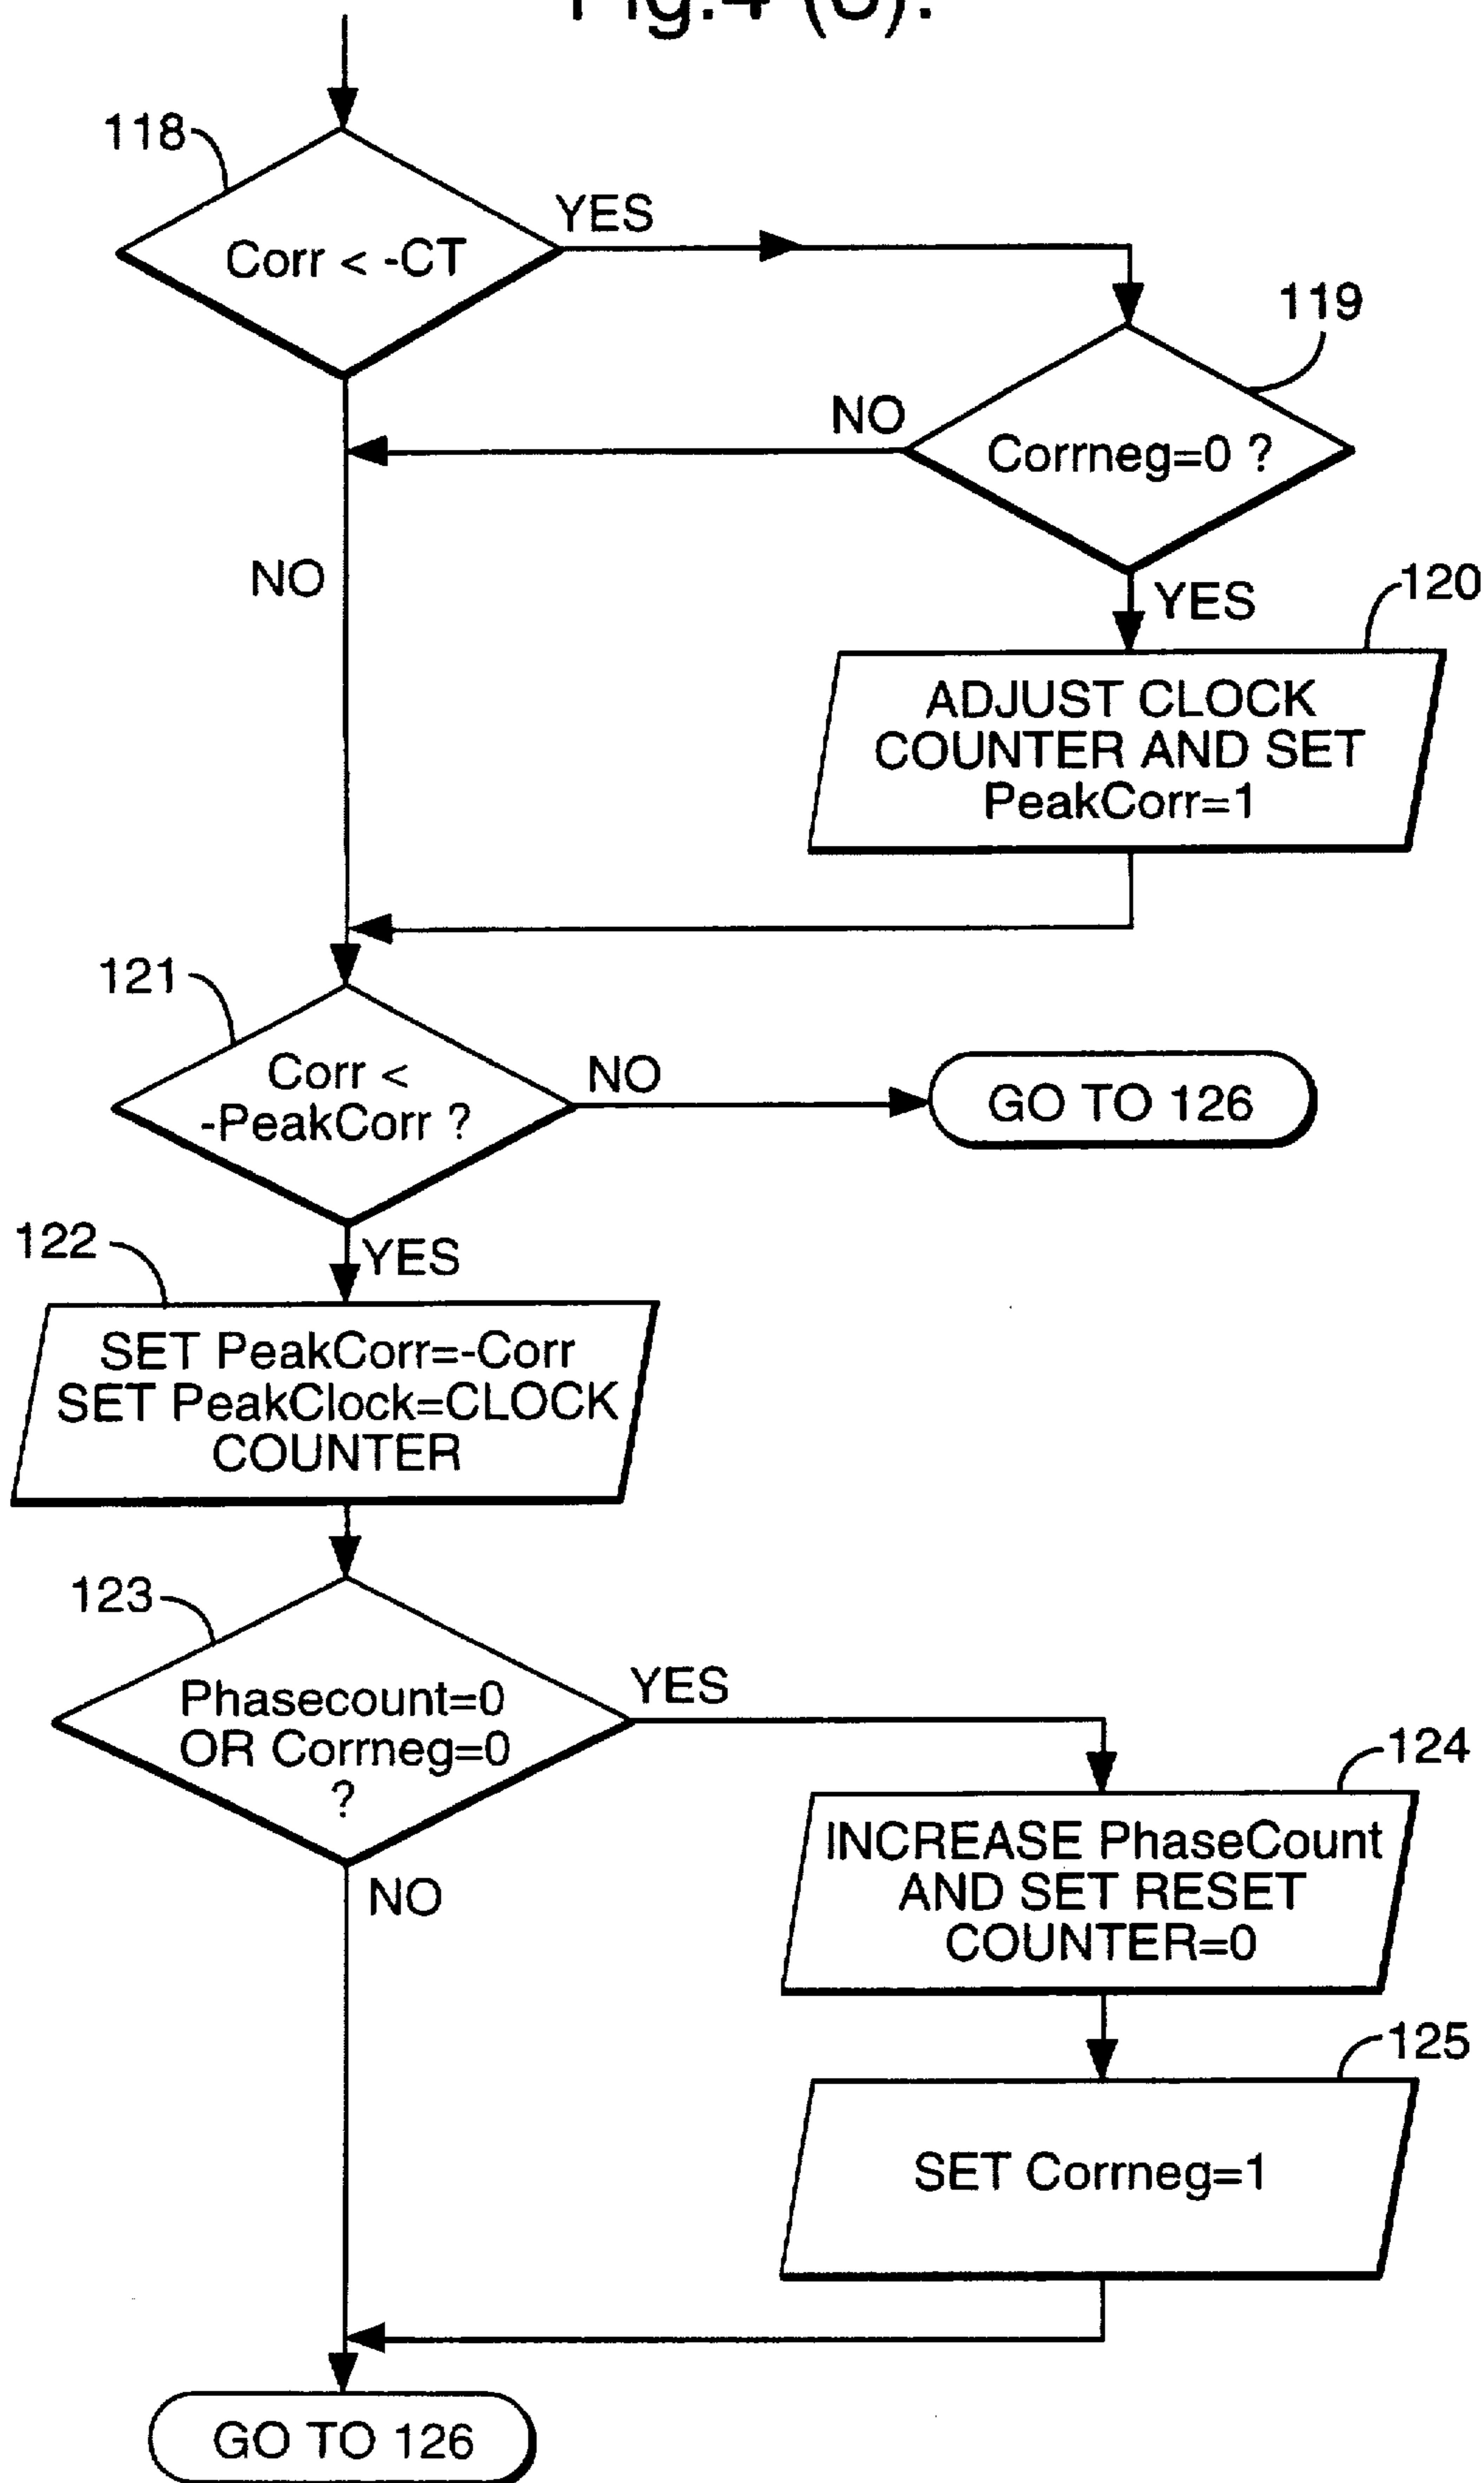 Fig.4 (c).
118
YES
Corr < -CT
119
NO
Corrneg=0 ?
NO
YES
120
ADJUST CLOCK
COUNTER AND SET
PeakCorr=1
121
Corr <
-PeakCorr ?
NO
GO TO 126
122
YES
SET PeakCorr=-Corr
SET PeakClock=CLOCK
COUNTER
123
Phasecount=0
OR Corrneg=0
?
YES
124
NO
INCREASE PhaseCount
AND SET RESET
COUNTER=0
125
SET Corrneg=1
GO TO 126